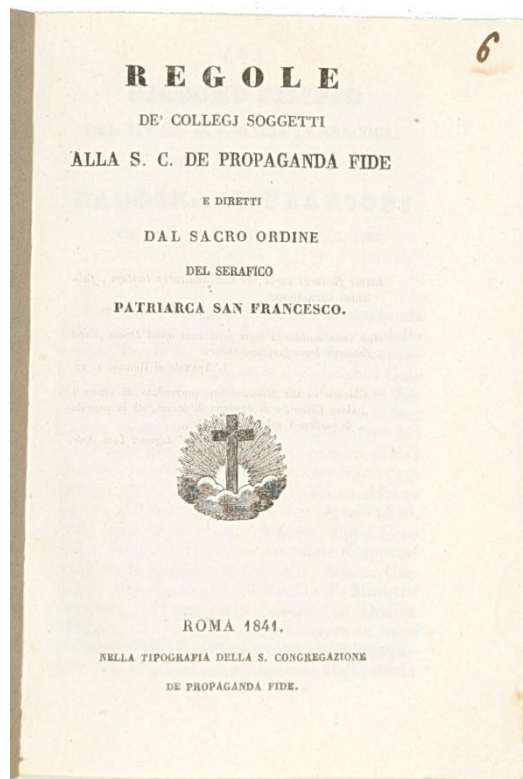 6
REGOLE
DE' COLLEGJ SOGGETTI
ALLA S. C. DE PROPAGANDA FIDE
E DIRETTI
DAL SACRO ORDINE
DEL SERAFICO
PATRIARCA SAN FRANCESCO.
ROMA 1841.
NELLA TIPOGRAFIA DELLA S. CONGREGAZIONE
DE PROPAGANDA FIDE.